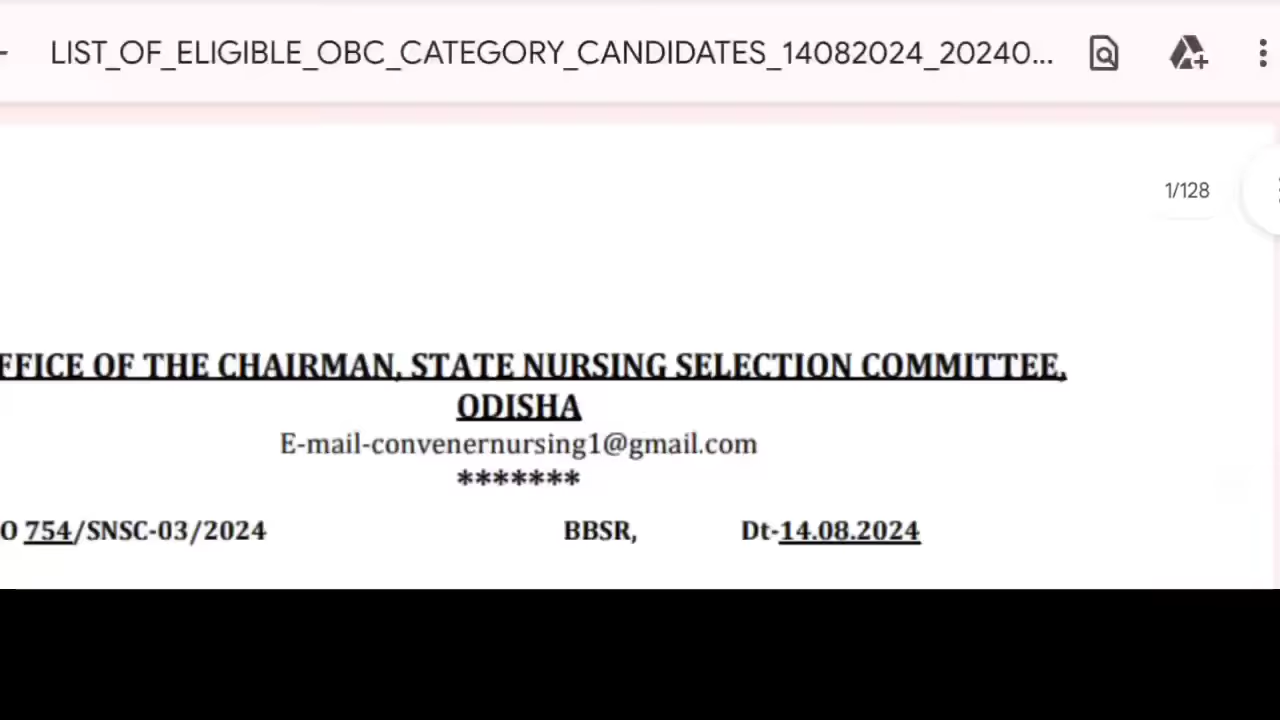 LIST_OF_ELIGIBLE_OBC_CATEGORY_CANDIDATES_14082024_20240...
1/128
FFICE OF THE CHAIRMAN, STATE NURSING SELECTION COMMITTEE,
ODISHA
E-mail-convenernursing1@gmail.com
*******
O 754/SNSC-03/2024 BBSR, Dt-14.08.2024